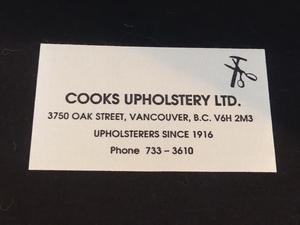 COOKS UPHOLSTERY LTD.
3750 OAK STREET, VANCOUVER, B.C. V6H 2M3
UPHOLSTERERS SINCE 1916
Phone 733 – 3610